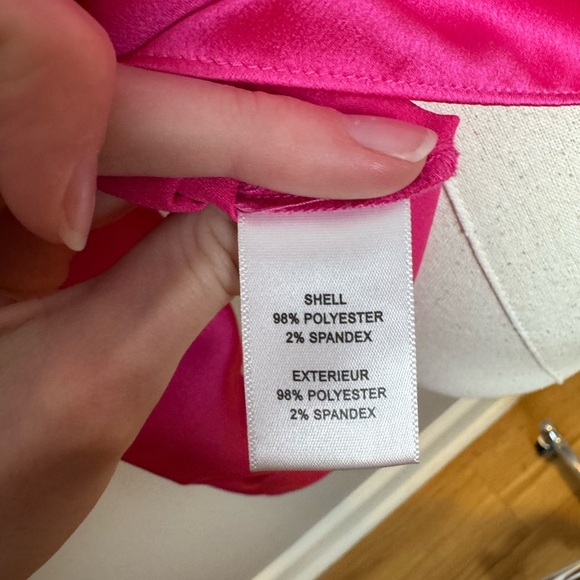 SHELL
98% POLYESTER
2% SPANDEX
EXTERIEUR
98% POLYESTER
2% SPANDEX